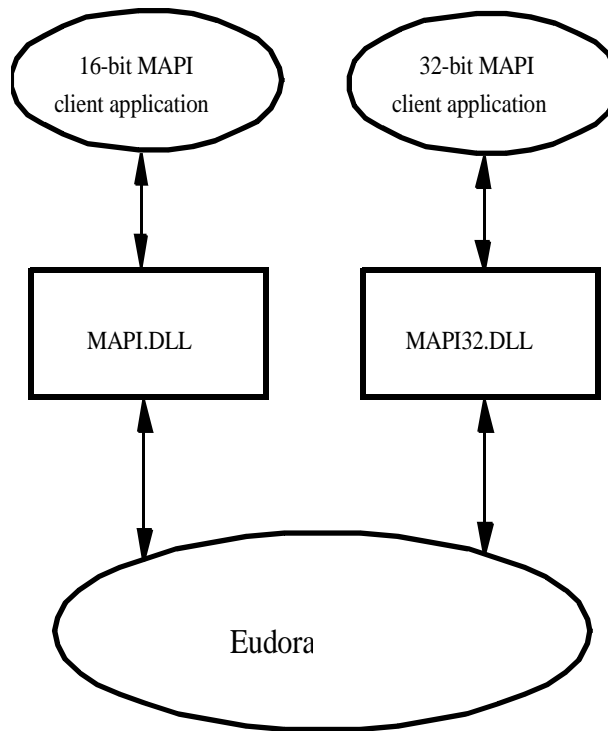 16-bit MAPI
client application
32-bit MAPI
client application
MAPI.DLL
MAPI32.DLL
Eudora